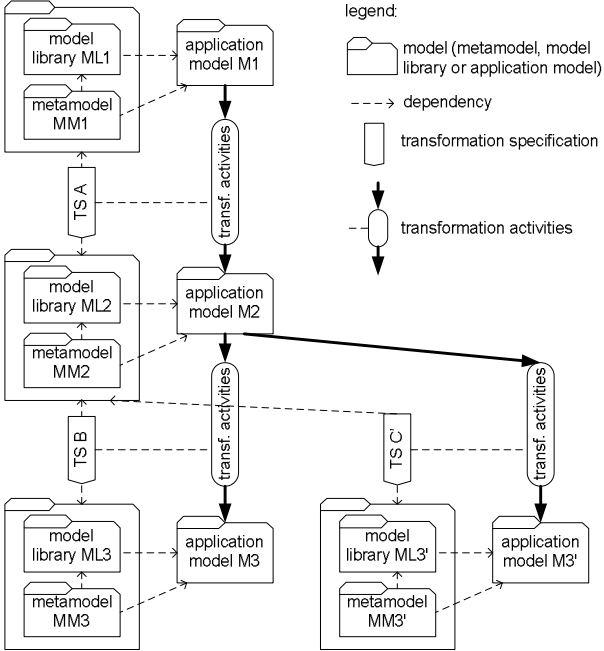 legend:
model
library ML1
application
model M1
model (metamodel, model
library or application model)
metamodel
MM1
dependency
transformation specification
TS A
transf. activities
transformation activities
model
library ML2
application
model M2
metamodel
MM2
TS B
transf. activities
TS C'
transf. activities
model
library ML3
application
model M3
model
library ML3'
application
model M3'
metamodel
MM3
metamodel
MM3'